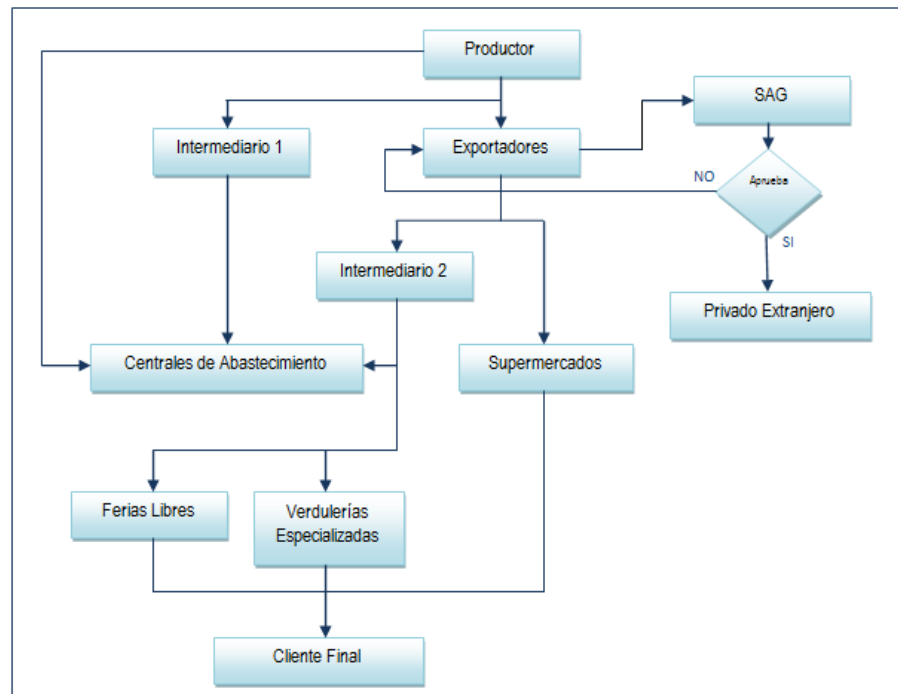 Productor
SAG
Intermediario 1
Exportadores
NO
Aprueba
SI
Intermediario 2
Privado Extranjero
Centrales de Abastecimiento
Supermercados
Ferias Libres
Verdulerías
Especializadas
Cliente Final